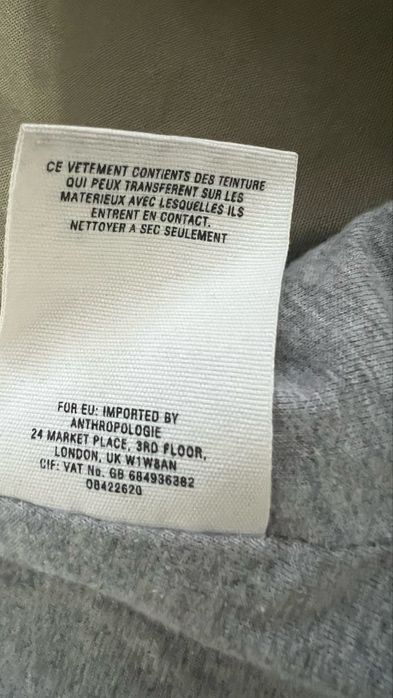 CE VETEMENT CONTIENTS DES TEINTURE
QUI PEUX TRANSFERENT SUR LES
MATERIEUX AVEC LESQUELLES ILS
ENTRENT EN CONTACT.
NETTOYER A SEC SEULEMENT
FOR EU: IMPORTED BY
ANTHROPOLOGIE
24 MARKET PLACE, 3RD FLOOR,
LONDON, UK W1W8AN
CIF: VAT No. GB 684936382
08422620